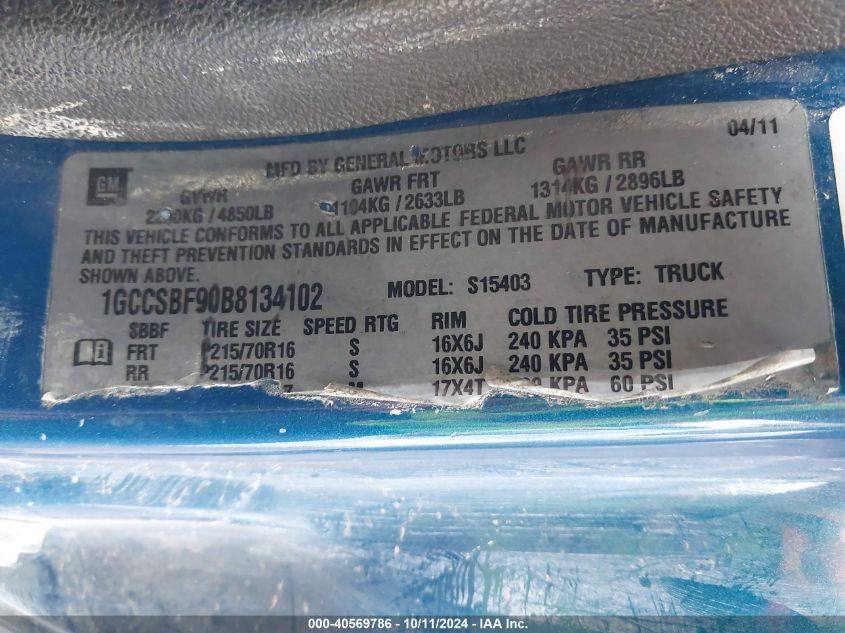 04/11
MFD BY GENERAL MOTORS LLC
GM
GVWR GAWR FRT GAWR RR
/ 4850LB 1194KG / 2633LB 1314KG / 2896LB
THIS VEHICLE CONFORMS TO ALL APPLICABLE FEDERAL MOTOR VEHICLE SAFETY
AND THEFT PREVENTION STANDARDS IN EFFECT ON THE DATE OF MANUFACTURE
SHOWN ABOVE.
1GCCSBF90B8134102 MODEL: S15403 TYPE: TRUCK
SBBF TIRE SIZE SPEED RTG RIM COLD TIRE PRESSURE
FRT P215/70R16 S 16X6J 240 KPA 35 PSI
RR P215/70R16 S 16X6J 240 KPA 35 PSI
M 17X4T KPA 60 PSI
000-40569786 - 10/11/2024 - IAA Inc.